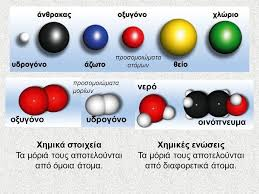 άνθρακας οξυγόνο χλώριο
υδρογόνο άζωτο προσομοιώματα ατόμων θείο
προσομοιώματα μορίων νερό
οξυγόνο υδρογόνο οινόπνευμα
Χημικά στοιχεία
Τα μόριά τους αποτελούνται
από όμοια άτομα.
Χημικές ενώσεις
Τα μόριά τους αποτελούνται
από διαφορετικά άτομα.